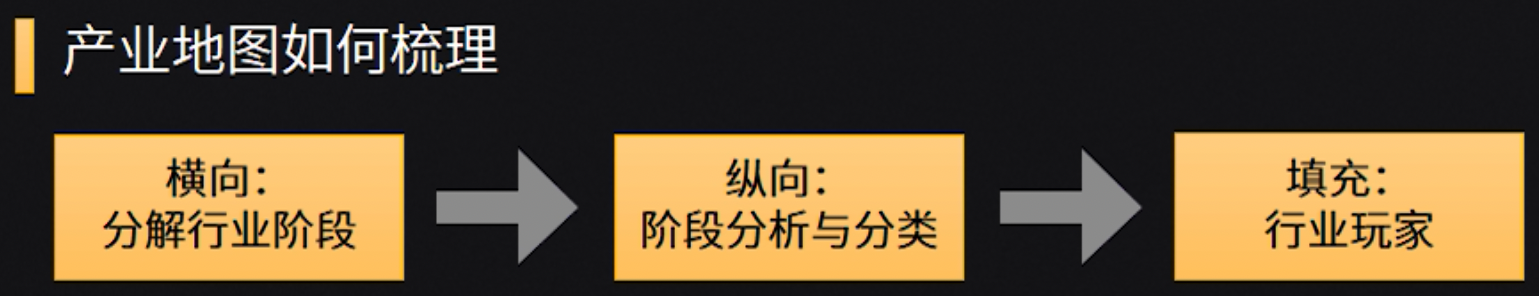 产业地图如何梳理
横向：
分解行业阶段
纵向：
阶段分析与分类
填充：
行业玩家